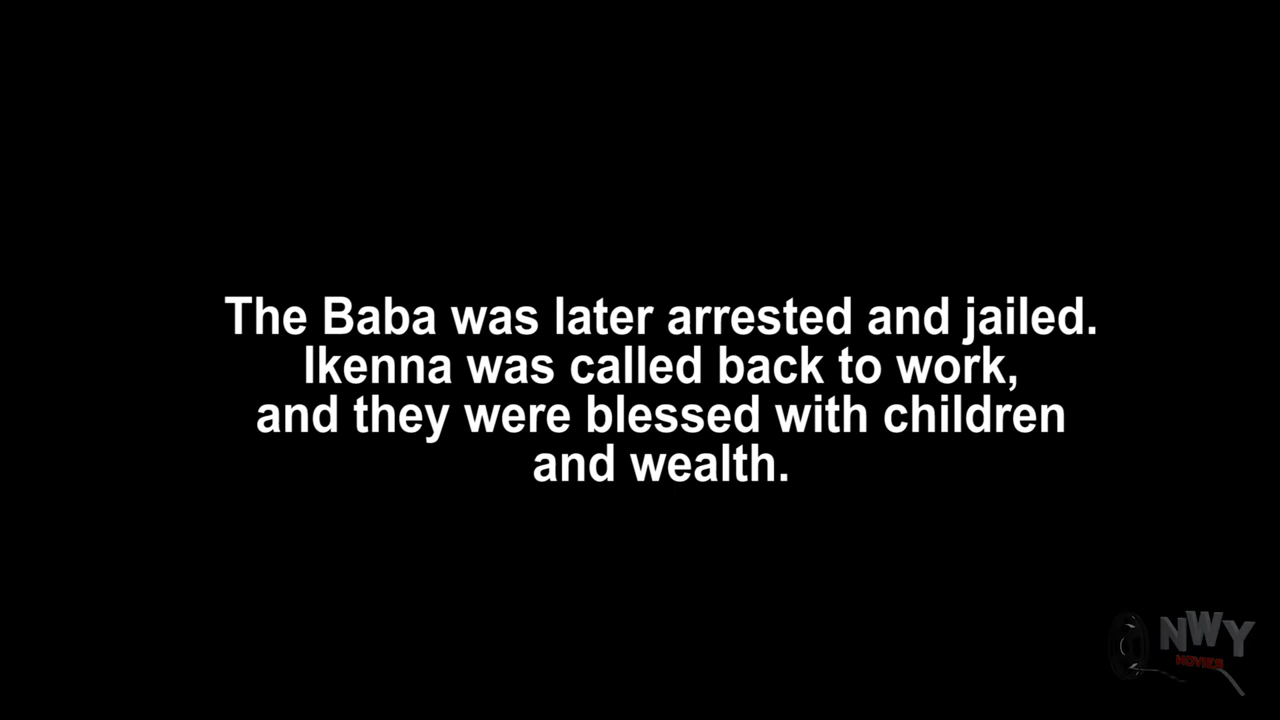 The Baba was later arrested and jailed.
Ikenna was called back to work,
and they were blessed with children
and wealth.
NWY
MOVIES